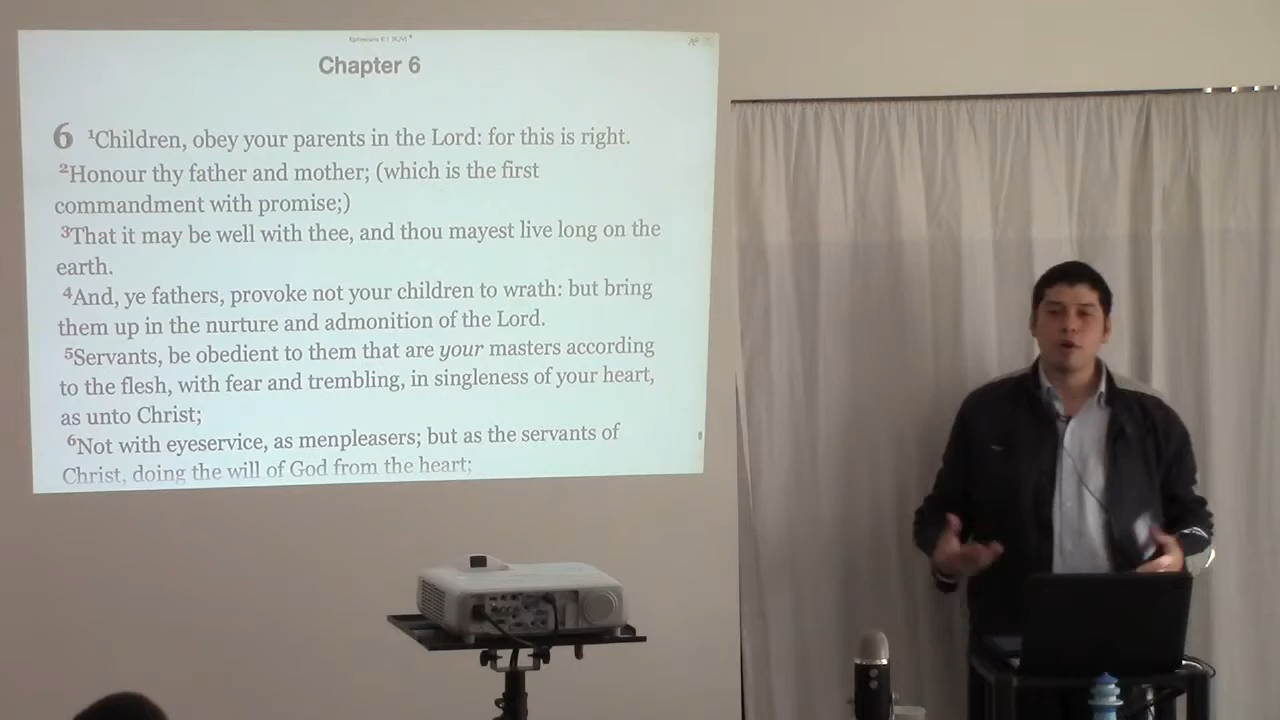 Ephesians 6:1 (KJV)
Chapter 6
6 1Children, obey your parents in the Lord: for this is right.
2Honour thy father and mother; (which is the first
commandment with promise;)
3That it may be well with thee, and thou mayest live long on the
earth.
4And, ye fathers, provoke not your children to wrath: but bring
them up in the nurture and admonition of the Lord.
5Servants, be obedient to them that are your masters according
to the flesh, with fear and trembling, in singleness of your heart,
as unto Christ;
6Not with eyeservice, as menpleasers; but as the servants of
Christ, doing the will of God from the heart;